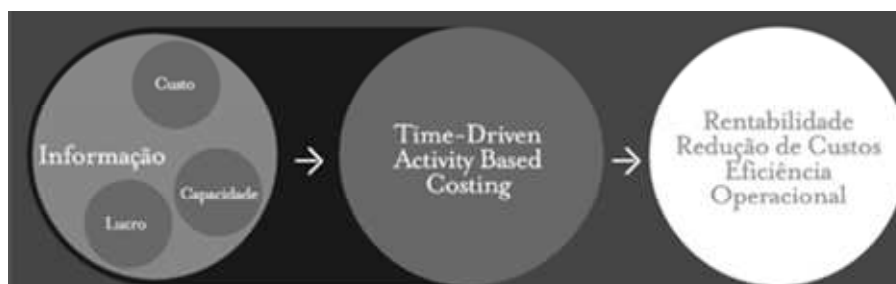 Custo
Informação
Capacidade
Lucro
Time-Driven
Activity Based
Costing
Rentabilidade
Redução de Custos
Eficiência
Operacional